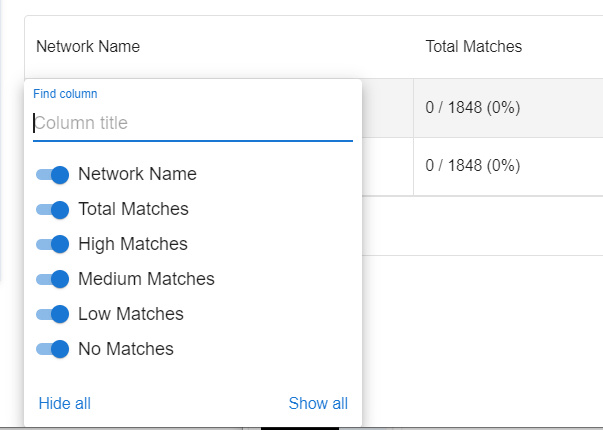 Network Name
Total Matches
Find column
Column title
0 / 1848 (0%)
0 / 1848 (0%)
Network Name
Total Matches
High Matches
Medium Matches
Low Matches
No Matches
Hide all
Show all